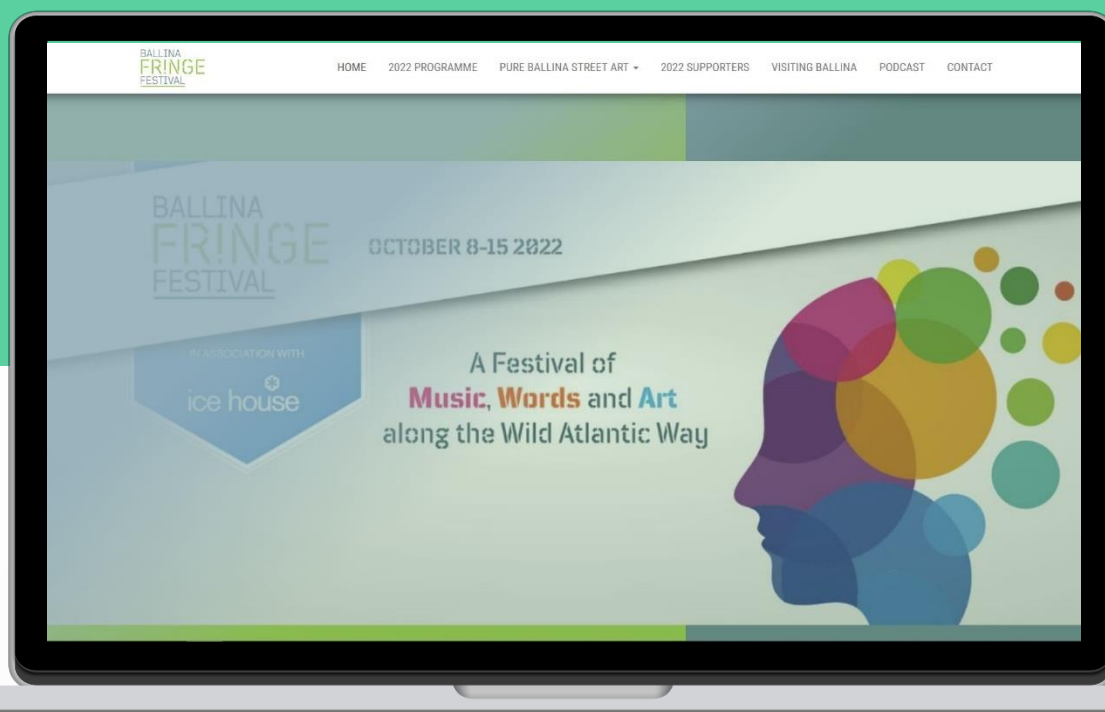 BALLINA
FR!NGE
FESTIVAL
HOME 2022 PROGRAMME PURE BALLINA STREET ART 2022 SUPPORTERS VISITING BALLINA PODCAST CONTACT
BALLINA
FR!NGE
FESTIVAL
OCTOBER 8-15 2022
IN ASSOCIATION WITH
ice house
A Festival of
Music, Words and Art
along the Wild Atlantic Way